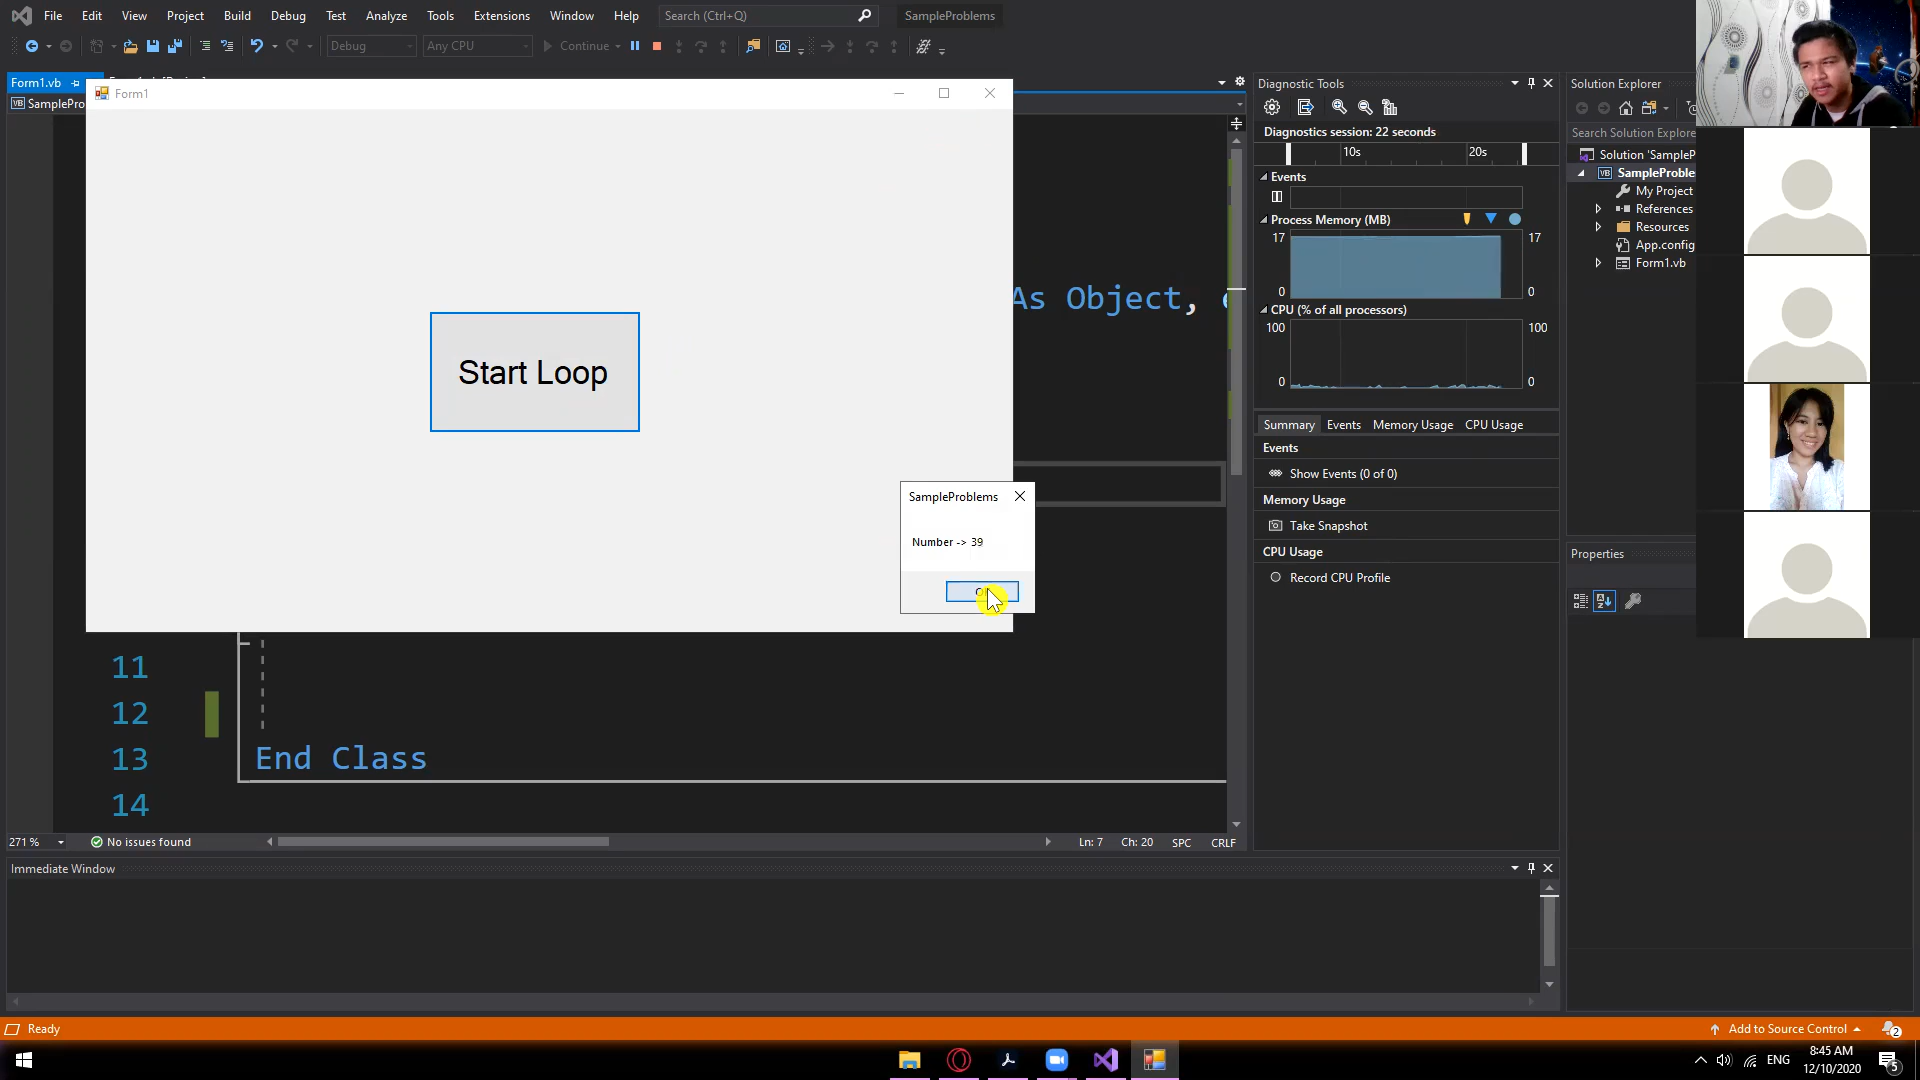 File Edit View Project Build Debug Test Analyze Tools Extensions Window Help Search (Ctrl+Q) SampleProblems
Debug Any CPU Continue
Form1.vb
SamplePro
Form1
As Object,
Start Loop
SampleProblems
Number -> 39
11
12
13 End Class
14
271 % No issues found Ln: 7 Ch: 20 SPC CRLF
Diagnostic Tools
Diagnostics session: 22 seconds
10s 20s
Events
Process Memory (MB)
17 17
0 0
CPU (% of all processors)
100 100
0 0
Summary Events Memory Usage CPU Usage
Events
Show Events (0 of 0)
Memory Usage
Take Snapshot
CPU Usage
Record CPU Profile
Solution Explorer
Search Solution Explore
Solution 'SampleP
SampleProble
My Project
References
Resources
App.config
Form1.vb
Properties
Immediate Window
Ready Add to Source Control 2
ENG 8:45 AM
12/10/2020 5